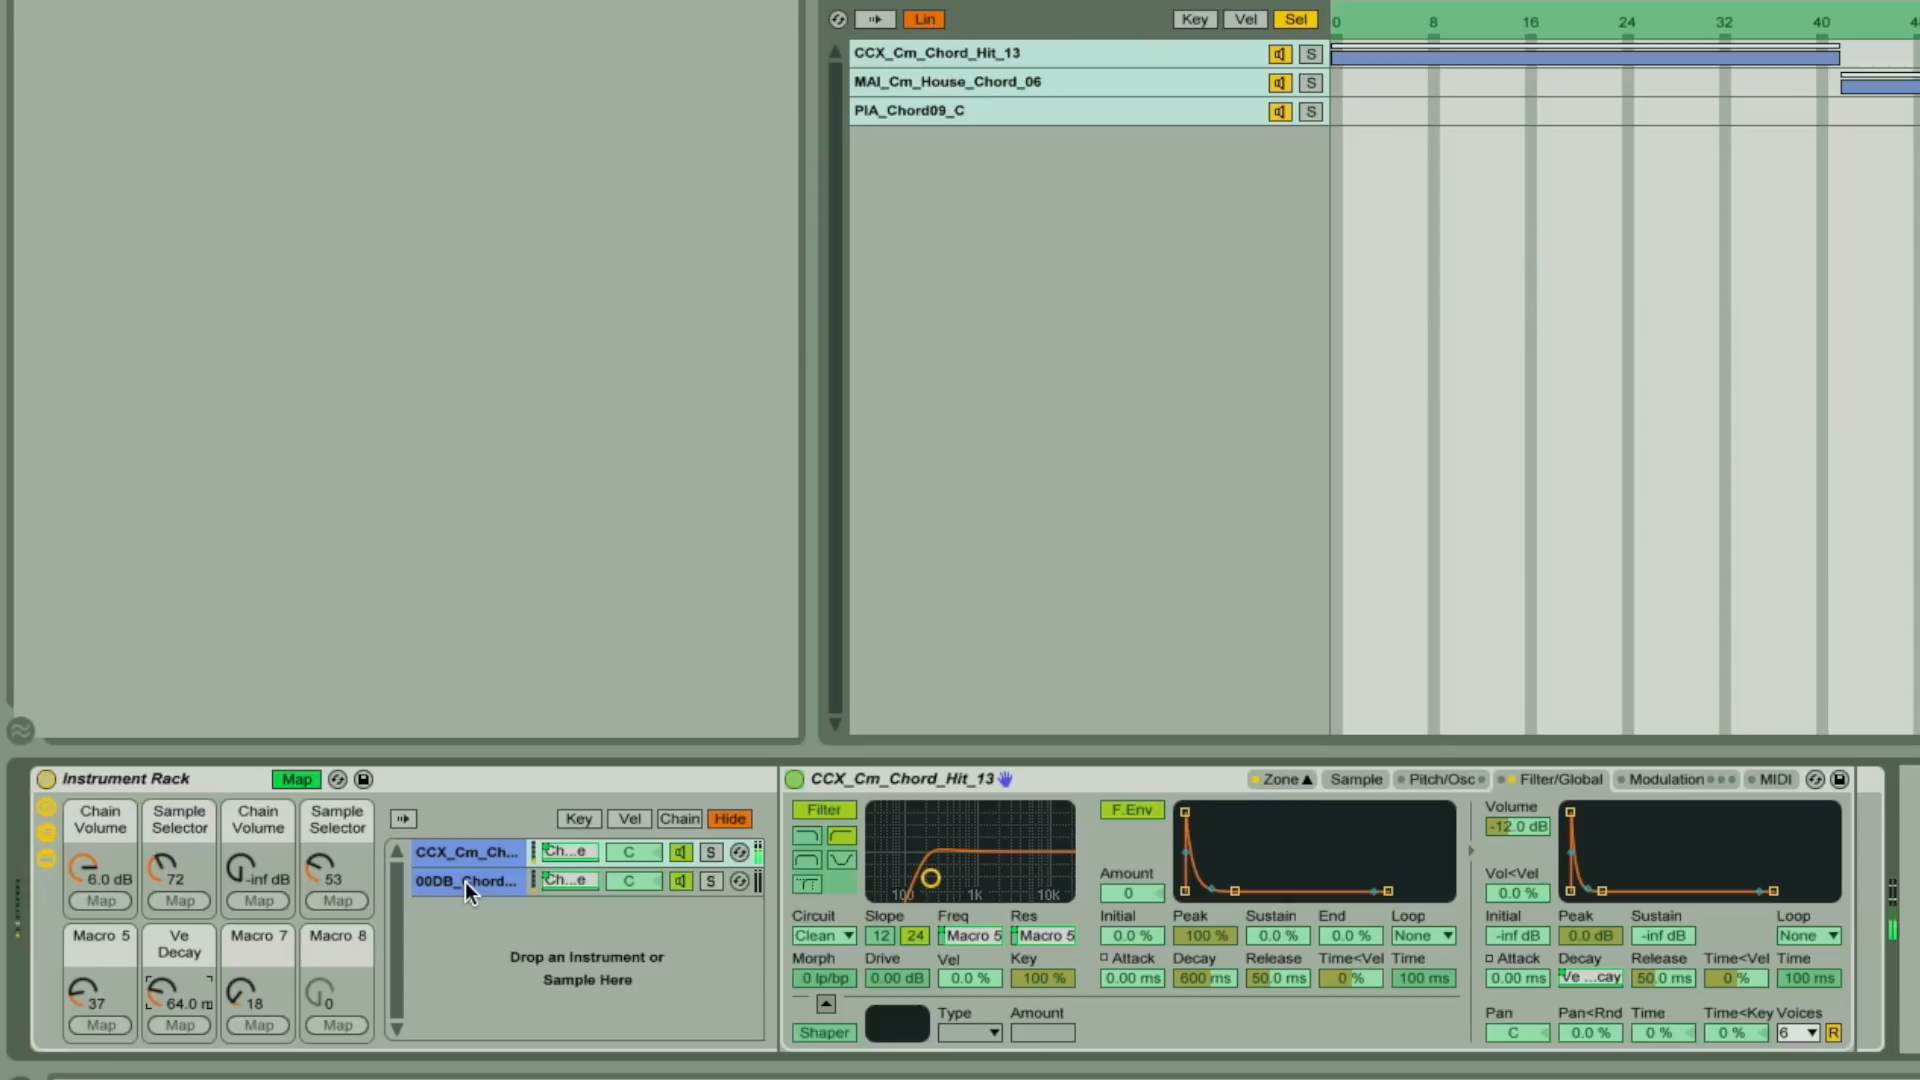 Lin Key Vel Sel 0 8 16 24 32 40
CCX_Cm_Chord_Hit_13 S
MAI_Cm_House_Chord_06 S
PIA_Chord09_C S
Instrument Rack Map
Chain Volume Sample Selector Chain Volume Sample Selector
6.0 dB 72 -inf dB 53
Map Map Map Map
Macro 5 Ve Decay Macro 7 Macro 8
37 64.0 18 0
Map Map Map Map
Key Vel Chain Hide
CCX_Cm_Ch... Ch...e C S
00DB_Chord... Ch...e C S
Drop an Instrument or
Sample Here
CCX_Cm_Chord_Hit_13 Zone Sample Pitch/Osc Filter/Global Modulation MIDI
Filter
100 1K 10K
Circuit Slope Freq Res
Clean 12 24 Macro 5 Macro 5
Morph Drive Vel Key
0 lp/bp 0.00 dB 0.0 % 100 %
Shaper Type Amount
F.Env
Amount
0
Initial Peak Sustain End Loop
0.0 % 100 % 0.0 % 0.0 % None
Attack Decay Release Time<Vel Time
0.00 ms 600 ms 50.0 ms 0 % 100 ms
Volume
-12.0 dB
Vol<Vel
0.0 %
Initial Peak Sustain Loop
-inf dB 0.0 dB -inf dB None
Attack Decay Release Time<Vel Time
0.00 ms Ve ...cay 50.0 ms 0 % 100 ms
Pan Pan<Rnd Time Time<Key Voices
C 0.0 % 0 % 0 % 6 R